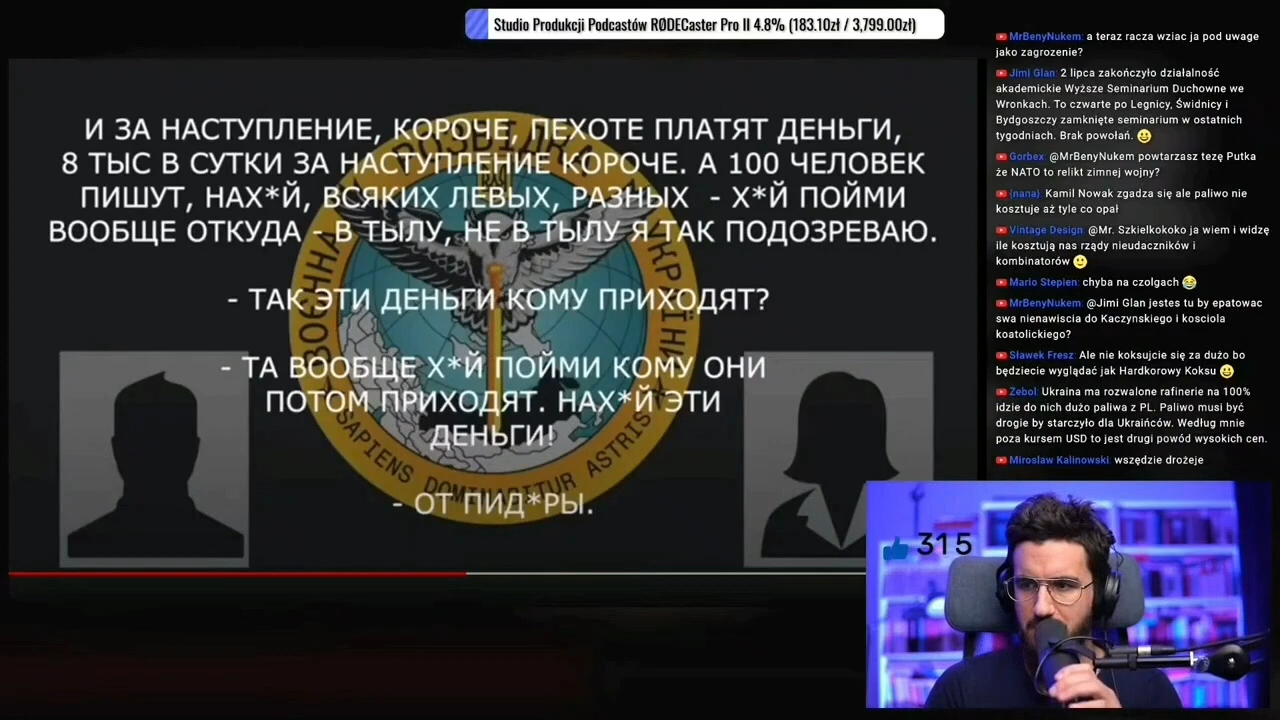 Studio Produkcji Podcastów RØDECaster Pro II 4.8% (183.10zł / 3,799.00zł)
И ЗА НАСТУПЛЕНИЕ, КОРОЧЕ, ПЕХОТЕ ПЛАТЯТ ДЕНЬГИ,
8 ТЫС В СУТКИ ЗА НАСТУПЛЕНИЕ КОРОЧЕ. А 100 ЧЕЛОВЕК
ПИШУТ, НАХ*Й, ВСЯКИХ ЛЕВЫХ, РАЗНЫХ - Х*Й ПОЙМИ
ВООБЩЕ ОТКУДА - В ТЫЛУ, НЕ В ТЫЛУ Я ТАК ПОДОЗРЕВАЮ.
- ТАК ЭТИ ДЕНЬГИ КОМУ ПРИХОДЯТ?
- ТА ВООБЩЕ Х*Й ПОЙМИ КОМУ ОНИ
ПОТОМ ПРИХОДЯТ. НАХ*Й ЭТИ
ДЕНЬГИ!
- ОТ ПИД*РЫ.
ВОЄННА РОЗВІДКА УКРАЇНИ
SAPIENS DOMINABITUR ASTRIS
MrBenyNukem: a teraz racza wziac ja pod uwage
jako zagrozenie?
Jimi Glan: 2 lipca zakończyło działalność
akademickie Wyższe Seminarium Duchowne we
Wronkach. To czwarte po Legnicy, Świdnicy i
Bydgoszczy zamknięte seminarium w ostatnich
tygodniach. Brak powołań.
Gorbex: @MrBenyNukem powtarzasz tezę Putka
że NATO to relikt zimnej wojny?
{nana}: Kamil Nowak zgadza się ale paliwo nie
kosztuje aż tyle co opał
Vintage Design: @Mr. Szkielkokoko ja wiem i widzę
ile kosztują nas rządy nieudaczników i
kombinatorów
Mario Stepien: chyba na czolgach
MrBenyNukem: @Jimi Glan jestes tu by epatowac
swa nienawiscia do Kaczynskiego i kosciola
koatolickiego?
Sławek Fresz: Ale nie koksujcie się za dużo bo
będziecie wyglądać jak Hardkorowy Koksu
Zebol: Ukraina ma rozwalone rafinerie na 100%
idzie do nich dużo paliwa z PL. Paliwo musi być
drogie by starczyło dla Ukraińców. Według mnie
poza kursem USD to jest drugi powód wysokich cen.
Miroslaw Kalinowski: wszędzie drożeje
315